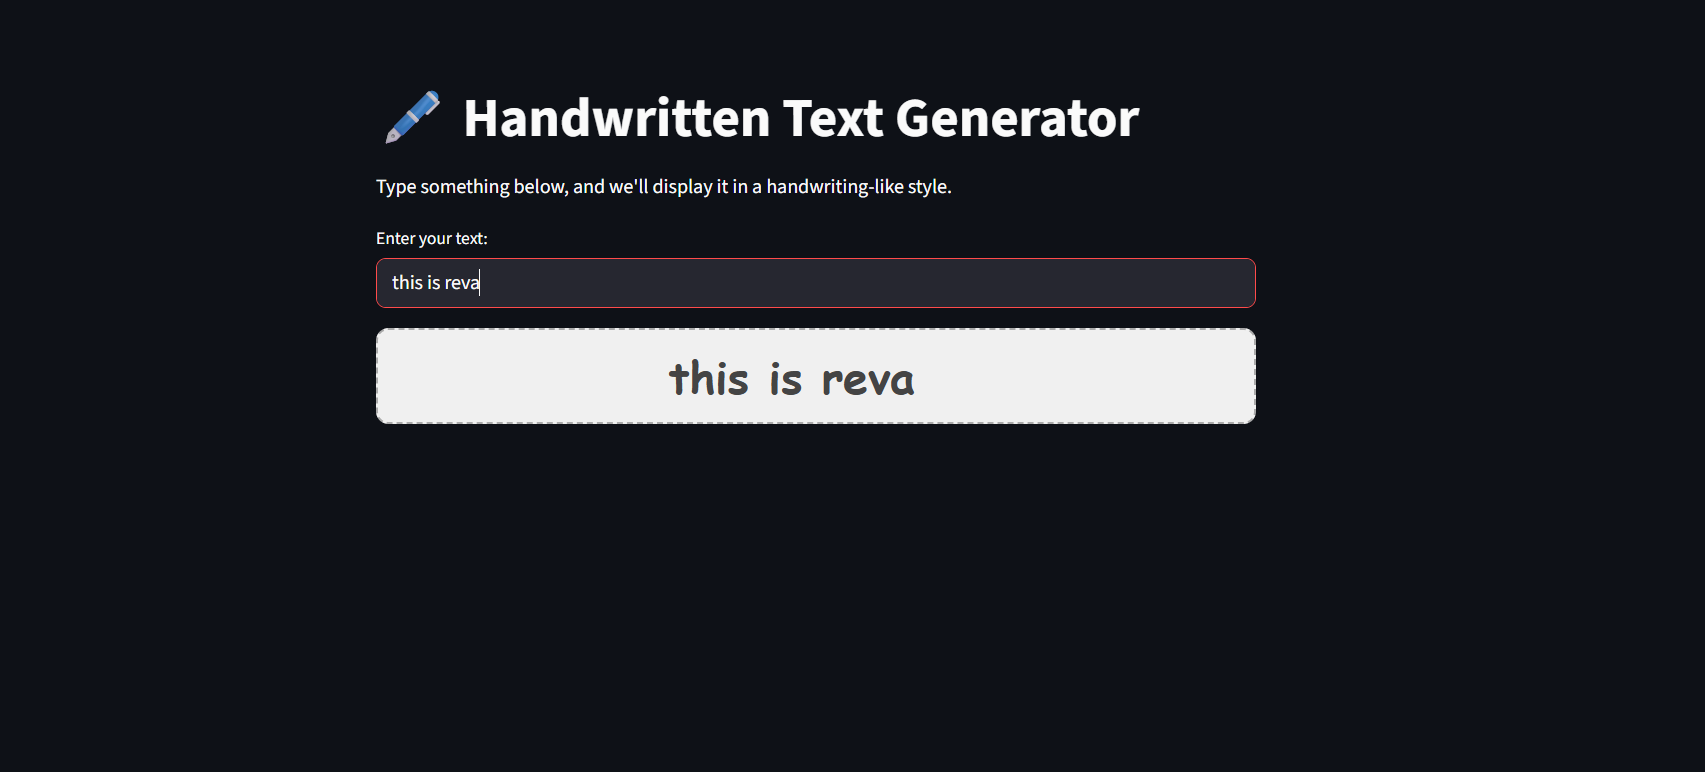 Handwritten Text Generator
Type something below, and we'll display it in a handwriting-like style.
Enter your text:
this is reva
this is reva